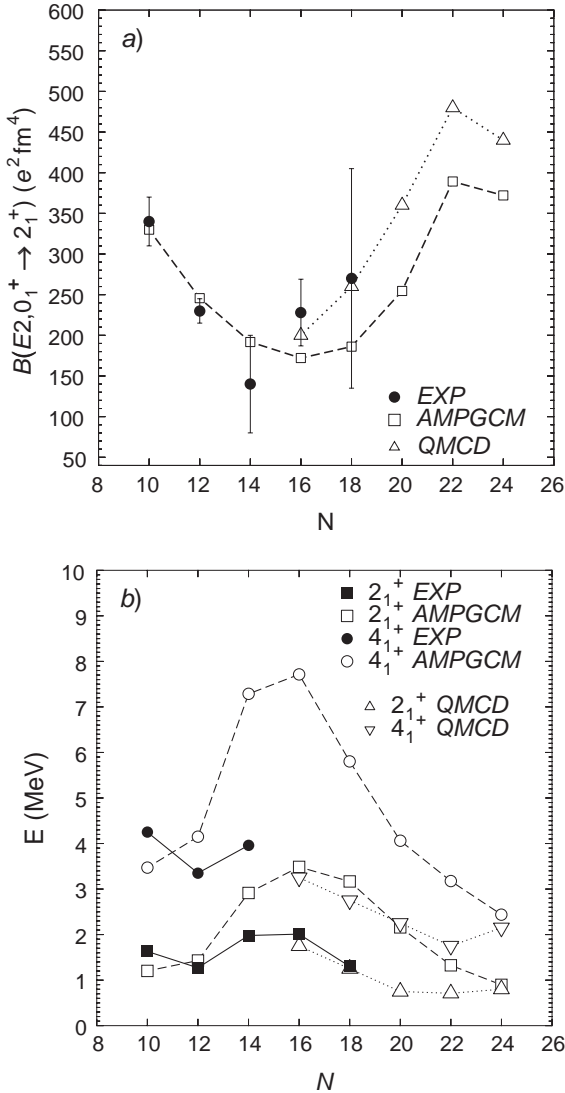 a)
600
550
500
450
400
350
300
250
200
150
100
50
B(E2,0₁⁺ → 2₁⁺) (e²fm⁴)
EXP
AMPGCM
QMCD
8 10 12 14 16 18 20 22 24 26
N
b)
10
9
8
7
6
5
4
3
2
1
0
E (MeV)
2₁⁺ EXP
2₁⁺ AMPGCM
4₁⁺ EXP
4₁⁺ AMPGCM
2₁⁺ QMCD
4₁⁺ QMCD
8 10 12 14 16 18 20 22 24 26
N